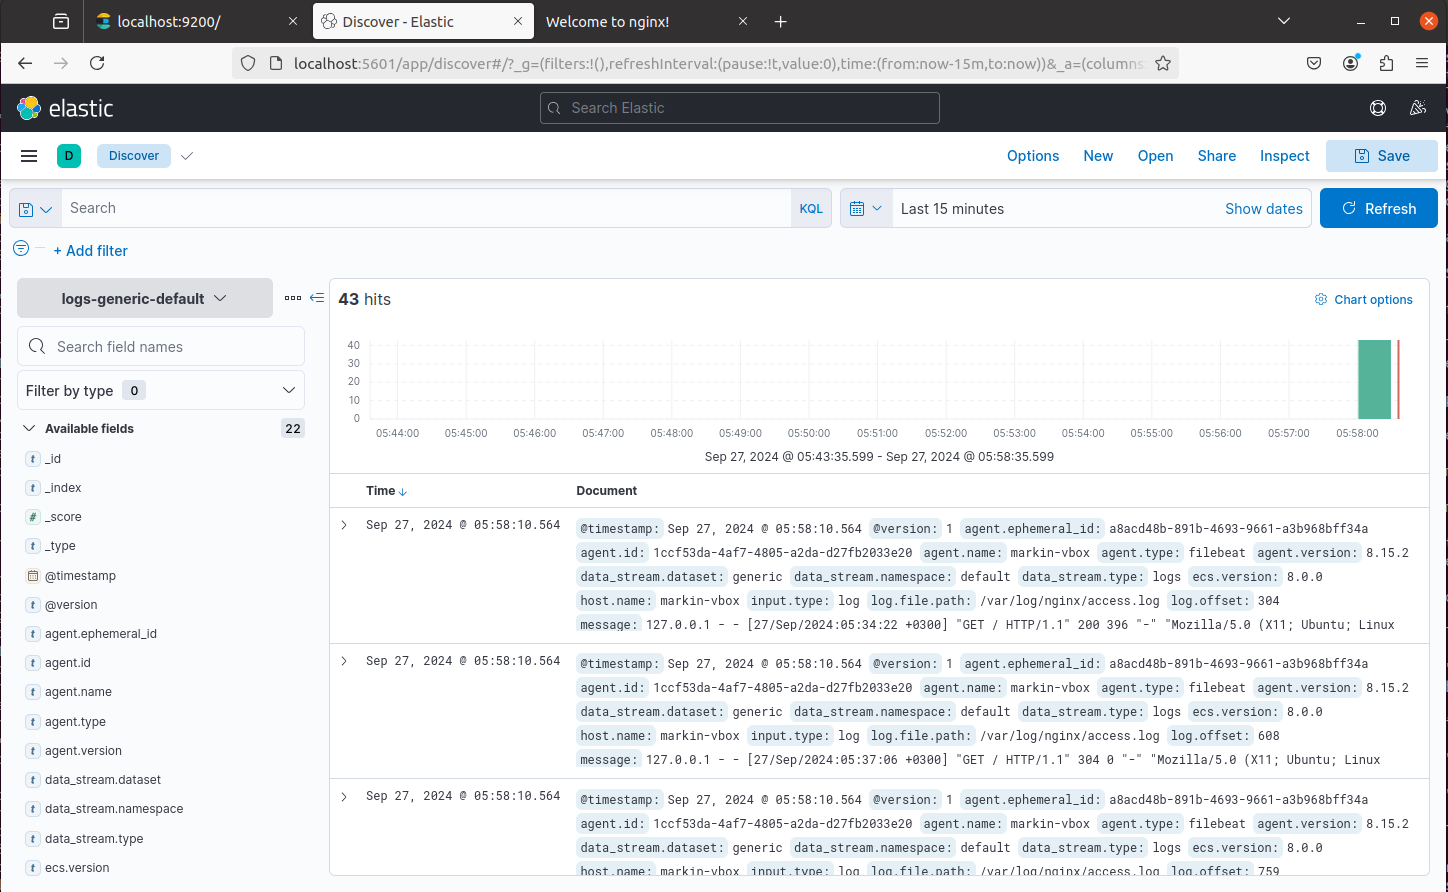 localhost:9200/
Discover - Elastic
Welcome to nginx!
localhost:5601/app/discover#/?_g=(filters:!(),refreshInterval:(pause:!t,value:0),time:(from:now-15m,to:now))&_a=(columns:
elastic
Search Elastic
D
Discover
Options
New
Open
Share
Inspect
Save
Search
KQL
Last 15 minutes
Show dates
Refresh
+ Add filter
logs-generic-default
Search field names
Filter by type 0
Available fields 22
t _id
t _index
# _score
t _type
@timestamp
t @version
t agent.ephemeral_id
t agent.id
t agent.name
t agent.type
t agent.version
t data_stream.dataset
t data_stream.namespace
t data_stream.type
t ecs.version
43 hits
Chart options
40
30
20
10
0
05:44:00 05:45:00 05:46:00 05:47:00 05:48:00 05:49:00 05:50:00 05:51:00 05:52:00 05:53:00 05:54:00 05:55:00 05:56:00 05:57:00 05:58:00
Sep 27, 2024 @ 05:43:35.599 - Sep 27, 2024 @ 05:58:35.599
Time Document
Sep 27, 2024 @ 05:58:10.564
@timestamp: Sep 27, 2024 @ 05:58:10.564 @version: 1 agent.ephemeral_id: a8acd48b-891b-4693-9661-a3b968bff34a
agent.id: 1ccf53da-4af7-4805-a2da-d27fb2033e20 agent.name: markin-vbox agent.type: filebeat agent.version: 8.15.2
data_stream.dataset: generic data_stream.namespace: default data_stream.type: logs ecs.version: 8.0.0
host.name: markin-vbox input.type: log log.file.path: /var/log/nginx/access.log log.offset: 304
message: 127.0.0.1 - - [27/Sep/2024:05:34:22 +0300] "GET / HTTP/1.1" 200 396 "-" "Mozilla/5.0 (X11; Ubuntu; Linux
Sep 27, 2024 @ 05:58:10.564
@timestamp: Sep 27, 2024 @ 05:58:10.564 @version: 1 agent.ephemeral_id: a8acd48b-891b-4693-9661-a3b968bff34a
agent.id: 1ccf53da-4af7-4805-a2da-d27fb2033e20 agent.name: markin-vbox agent.type: filebeat agent.version: 8.15.2
data_stream.dataset: generic data_stream.namespace: default data_stream.type: logs ecs.version: 8.0.0
host.name: markin-vbox input.type: log log.file.path: /var/log/nginx/access.log log.offset: 608
message: 127.0.0.1 - - [27/Sep/2024:05:37:06 +0300] "GET / HTTP/1.1" 304 0 "-" "Mozilla/5.0 (X11; Ubuntu; Linux
Sep 27, 2024 @ 05:58:10.564
@timestamp: Sep 27, 2024 @ 05:58:10.564 @version: 1 agent.ephemeral_id: a8acd48b-891b-4693-9661-a3b968bff34a
agent.id: 1ccf53da-4af7-4805-a2da-d27fb2033e20 agent.name: markin-vbox agent.type: filebeat agent.version: 8.15.2
data_stream.dataset: generic data_stream.namespace: default data_stream.type: logs ecs.version: 8.0.0
host.name: markin-vbox input.type: log log.file.path: /var/log/nginx/access.log log.offset: 759